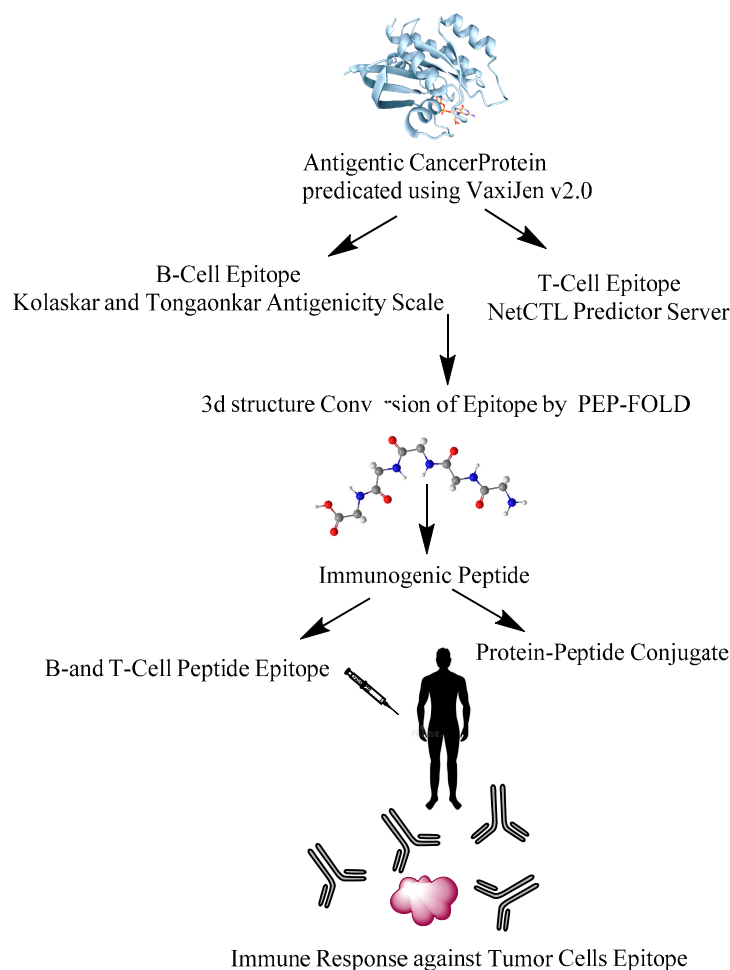 Antigentic CancerProtein
predicated using VaxiJen v2.0
B-Cell Epitope
Kolaskar and Tongaonkar Antigenicity Scale
T-Cell Epitope
NetCTL Predictor Server
3d structure Conv rsion of Epitope by PEP-FOLD
Immunogenic Peptide
B-and T-Cell Peptide Epitope
Protein-Peptide Conjugate
Immune Response against Tumor Cells Epitope